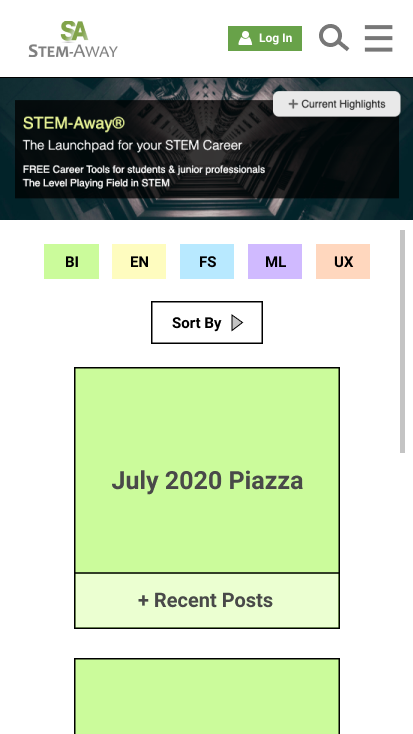 SA
STEM-AWAY
Log In
+ Current Highlights
STEM-Away®
The Launchpad for your STEM Career
FREE Career Tools for students & junior professionals
The Level Playing Field in STEM
BI
EN
FS
ML
UX
Sort By
July 2020 Piazza
+ Recent Posts